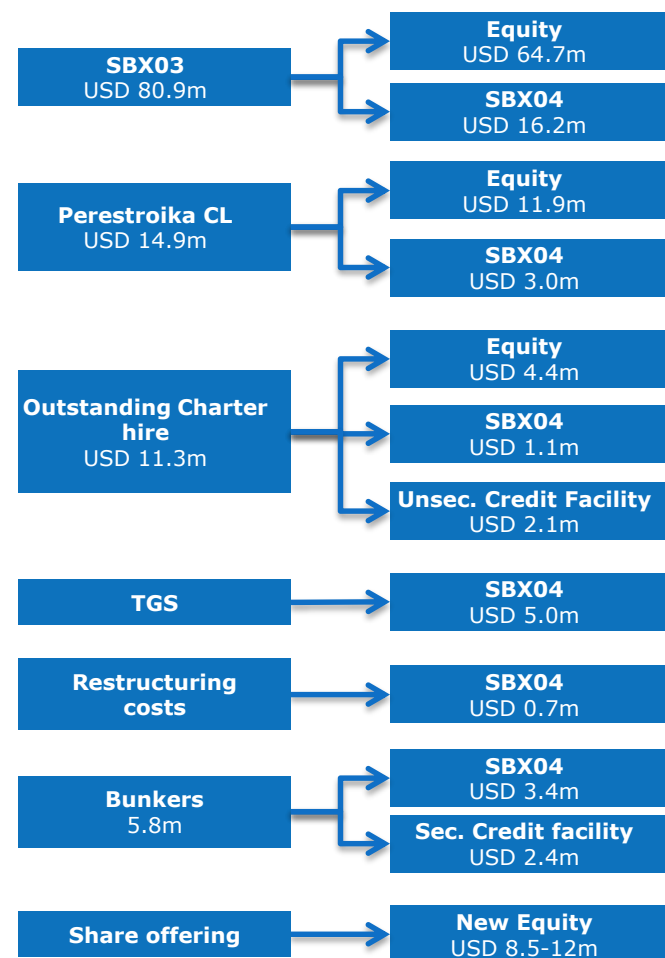 SBX03
USD 80.9m
Equity
USD 64.7m
SBX04
USD 16.2m
Perestroika CL
USD 14.9m
Equity
USD 11.9m
SBX04
USD 3.0m
Outstanding Charter
hire
USD 11.3m
Equity
USD 4.4m
SBX04
USD 1.1m
Unsec. Credit Facility
USD 2.1m
TGS
SBX04
USD 5.0m
Restructuring
costs
SBX04
USD 0.7m
Bunkers
5.8m
SBX04
USD 3.4m
Sec. Credit facility
USD 2.4m
Share offering
New Equity
USD 8.5-12m